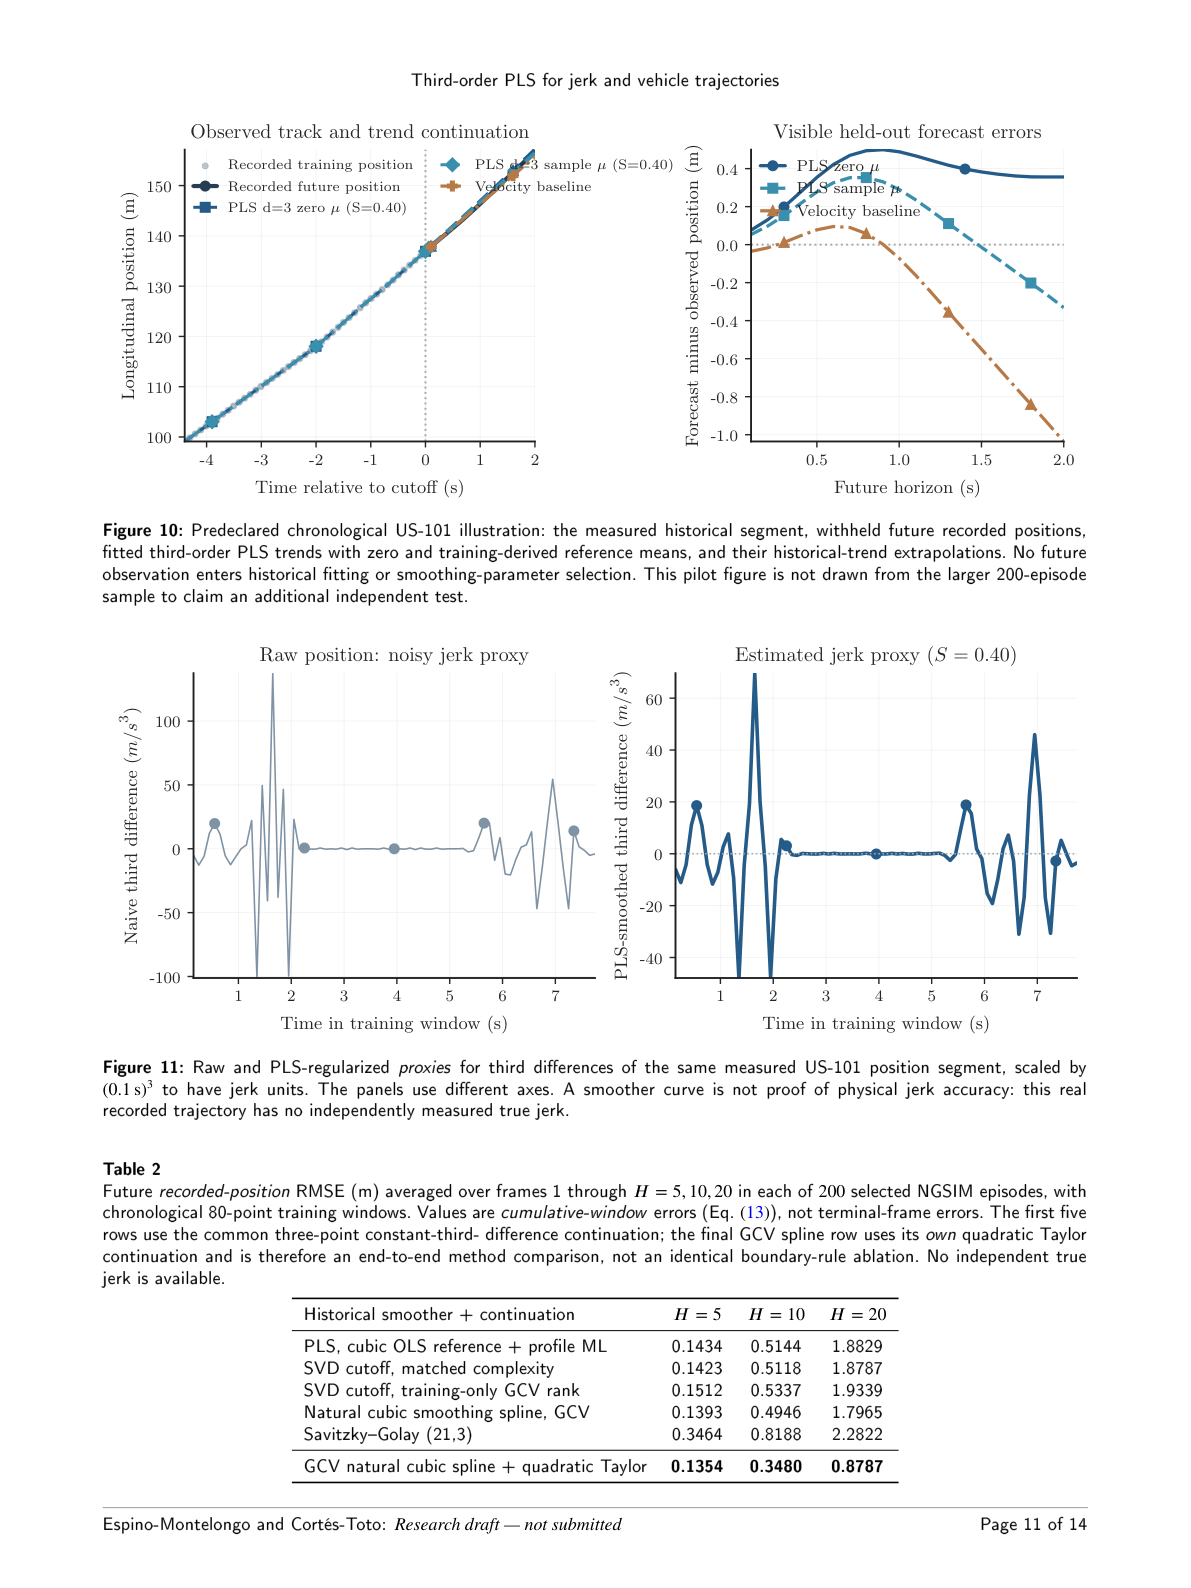 Third-order PLS for jerk and vehicle trajectories
Observed track and trend continuation
Recorded training position
Recorded future position
PLS d=3 zero μ (S=0.40)
PLS d=3 sample μ (S=0.40)
Velocity baseline
Longitudinal position (m)
150
140
130
120
110
100
-4 -3 -2 -1 0 1 2
Time relative to cutoff (s)
Visible held-out forecast errors
PLS zero μ
PLS sample μ
Velocity baseline
Forecast minus observed position (m)
0.4
0.2
0.0
-0.2
-0.4
-0.6
-0.8
-1.0
0.5 1.0 1.5 2.0
Future horizon (s)
Figure 10: Predeclared chronological US-101 illustration: the measured historical segment, withheld future recorded positions,
fitted third-order PLS trends with zero and training-derived reference means, and their historical-trend extrapolations. No future
observation enters historical fitting or smoothing-parameter selection. This pilot figure is not drawn from the larger 200-episode
sample to claim an additional independent test.
Raw position: noisy jerk proxy
Naive third difference (m/s³)
100
50
0
-50
-100
1 2 3 4 5 6 7
Time in training window (s)
Estimated jerk proxy (S = 0.40)
PLS-smoothed third difference (m/s³)
60
40
20
0
-20
-40
1 2 3 4 5 6 7
Time in training window (s)
Figure 11: Raw and PLS-regularized proxies for third differences of the same measured US-101 position segment, scaled by
(0.1 s)³ to have jerk units. The panels use different axes. A smoother curve is not proof of physical jerk accuracy: this real
recorded trajectory has no independently measured true jerk.
Table 2
Future recorded-position RMSE (m) averaged over frames 1 through H = 5, 10, 20 in each of 200 selected NGSIM episodes, with
chronological 80-point training windows. Values are cumulative-window errors (Eq. (13)), not terminal-frame errors. The first five
rows use the common three-point constant-third- difference continuation; the final GCV spline row uses its own quadratic Taylor
continuation and is therefore an end-to-end method comparison, not an identical boundary-rule ablation. No independent true
jerk is available.
Historical smoother + continuation H = 5 H = 10 H = 20
PLS, cubic OLS reference + profile ML 0.1434 0.5144 1.8829
SVD cutoff, matched complexity 0.1423 0.5118 1.8787
SVD cutoff, training-only GCV rank 0.1512 0.5337 1.9339
Natural cubic smoothing spline, GCV 0.1393 0.4946 1.7965
Savitzky–Golay (21,3) 0.3464 0.8188 2.2822
GCV natural cubic spline + quadratic Taylor 0.1354 0.3480 0.8787
Espino-Montelongo and Cortés-Toto: Research draft — not submitted Page 11 of 14